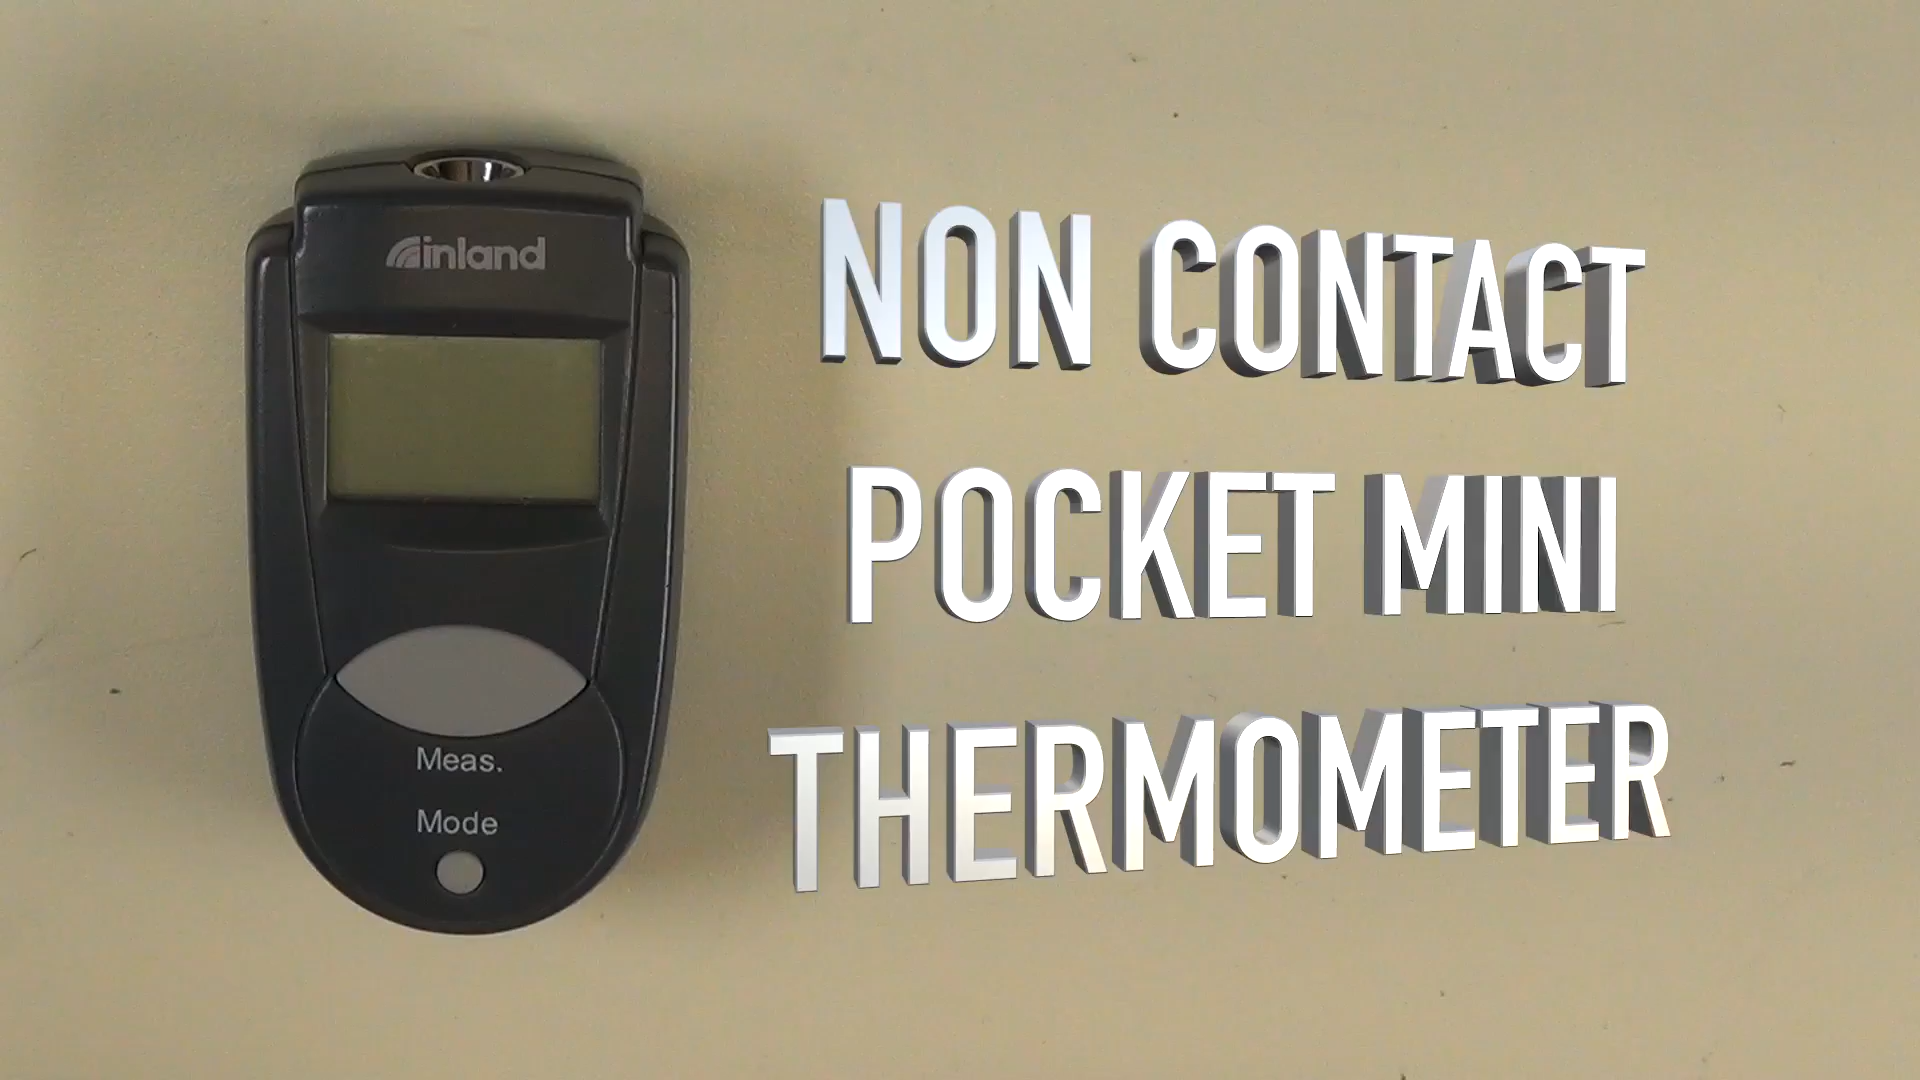 inland
Meas.
Mode
NON CONTACT
POCKET MINI
THERMOMETER